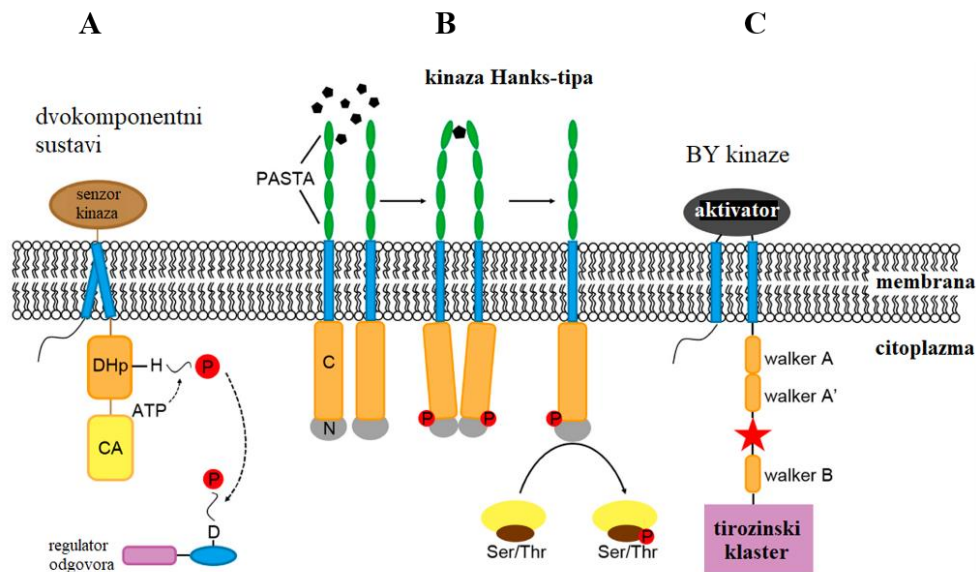 A
B
C
kinaza Hanks-tipa
dvokomponentni
sustavi
BY kinaze
PASTA
senzor
kinaza
aktivator
membrana
citoplazma
DHp
H
P
ATP
CA
P
D
regulator
odgovora
C
N
P
P
P
Ser/Thr
Ser/Thr
P
walker A
walker A'
walker B
tirozinski
klaster